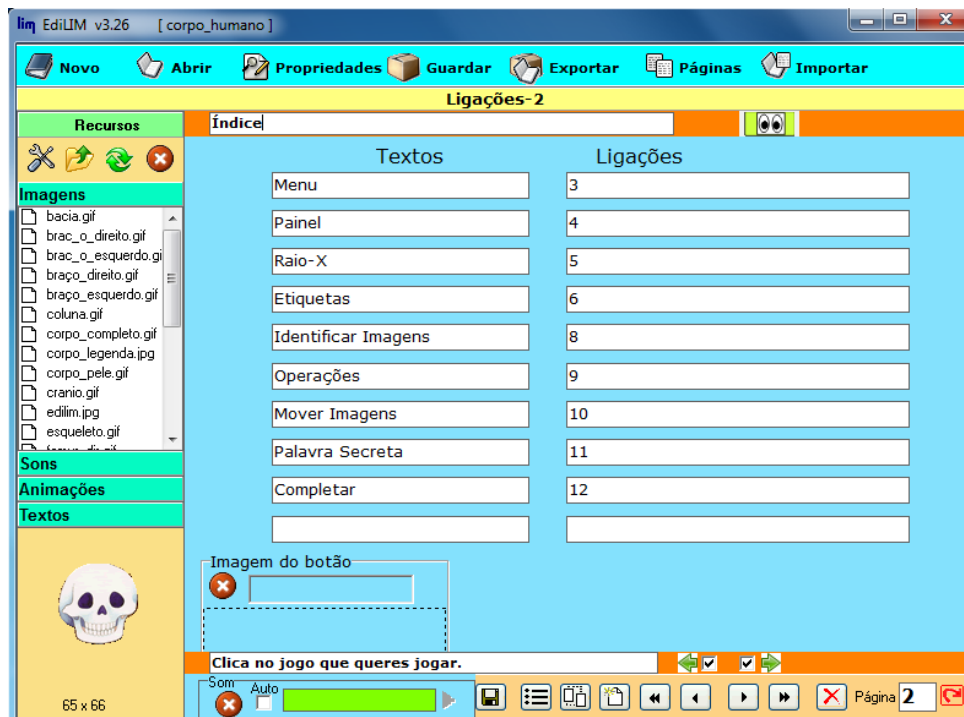 lim EdiLIM v3.26 [ corpo_humano ]
Novo Abrir Propriedades Guardar Exportar Páginas Importar
Ligações-2
Recursos
Índice
Textos Ligações
Imagens
bacia.gif
brac_o_direito.gif
brac_o_esquerdo.gi
braço_direito.gif
braço_esquerdo.gif
coluna.gif
corpo_completo.gif
corpo_legenda.jpg
corpo_pele.gif
cranio.gif
edilim.jpg
esqueleto.gif
Sons
Animações
Textos
65 x 66
Menu 3
Painel 4
Raio-X 5
Etiquetas 6
Identificar Imagens 8
Operações 9
Mover Imagens 10
Palavra Secreta 11
Completar 12
Imagem do botão
Clica no jogo que queres jogar.
Som Auto
Página 2